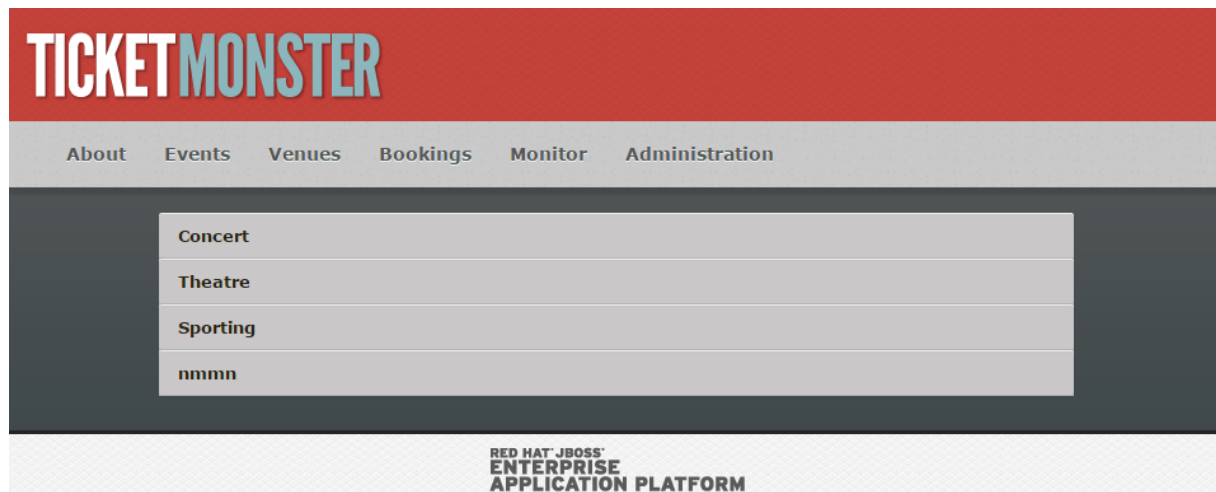 TICKETMONSTER
About Events Venues Bookings Monitor Administration
Concert
Theatre
Sporting
nmmn
RED HAT® JBOSS®
ENTERPRISE
APPLICATION PLATFORM